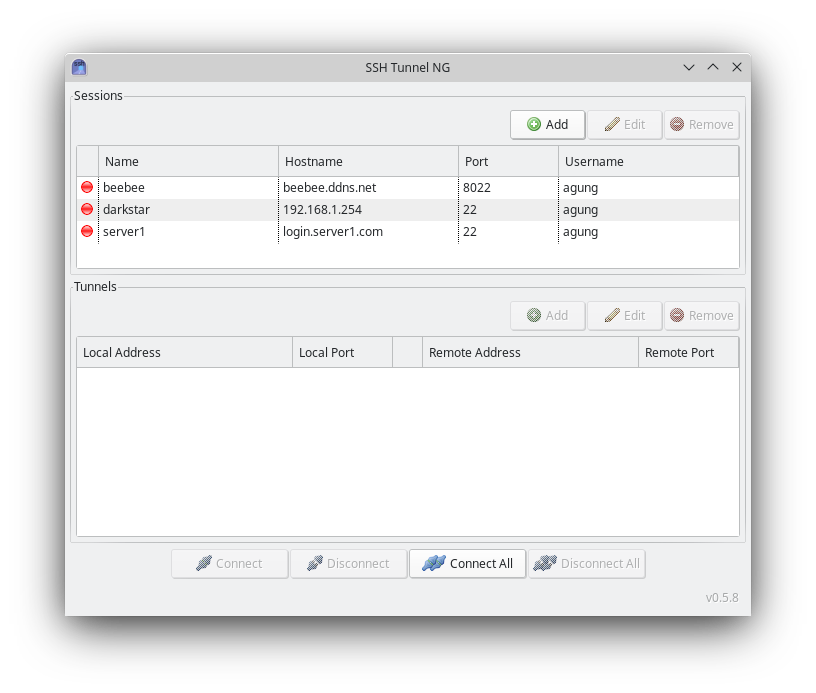 SSH Tunnel NG
Sessions
Add Edit Remove
Name Hostname Port Username
beebee beebee.ddns.net 8022 agung
darkstar 192.168.1.254 22 agung
server1 login.server1.com 22 agung
Tunnels
Add Edit Remove
Local Address Local Port Remote Address Remote Port
Connect Disconnect Connect All Disconnect All
v0.5.8